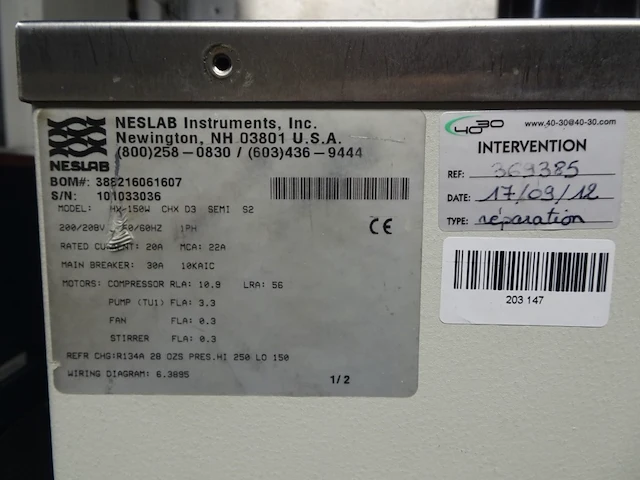 NESLAB Instruments, Inc.
Newington, NH 03801 U.S.A.
(800)258-0830 / (603)436-9444
NESLAB
BOM#: 388216061607
S/N: 101033036
MODEL: HX-150W CHX D3 SEMI S2
200/208V 50/60HZ 1PH
CE
RATED CURRENT: 20A MCA: 22A
MAIN BREAKER: 30A 10KAIC
MOTORS: COMPRESSOR RLA: 10.9 LRA: 56
PUMP (TU1) FLA: 3.3
FAN FLA: 0.3
STIRRER FLA: 0.3
REFR CHG:R134A 28 OZS PRES.HI 250 LO 150
WIRING DIAGRAM: 6.3895
1/2
40-30 www.40-30@40-30.com
INTERVENTION
REF: 369385
DATE: 17/09/12
TYPE: réparation
203 147